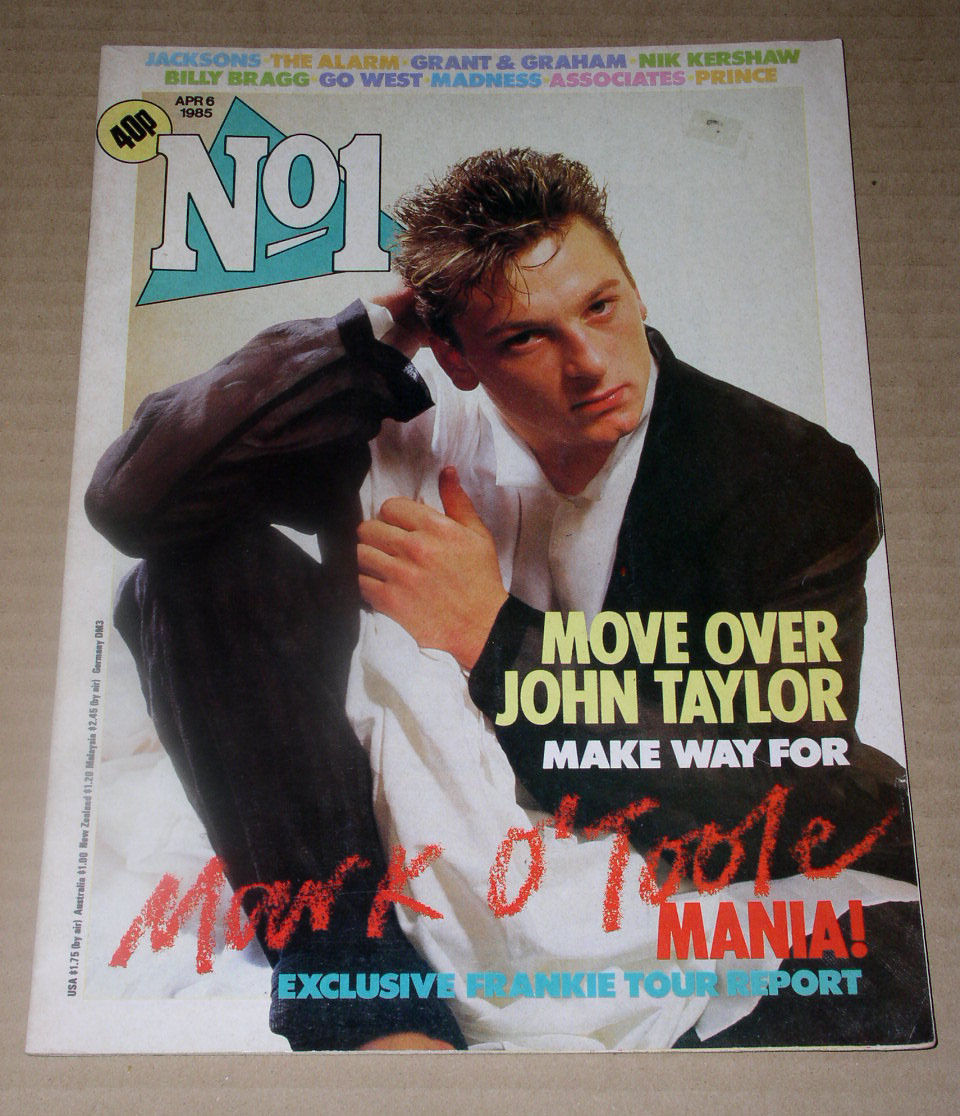 JACKSONS · THE ALARM · GRANT & GRAHAM · NIK KERSHAW
BILLY BRAGG · GO WEST · MADNESS · ASSOCIATES · PRINCE
APR 6
1985
40p
No1
MOVE OVER
JOHN TAYLOR
MAKE WAY FOR
Mark O'Toole
MANIA!
EXCLUSIVE FRANKIE TOUR REPORT
USA $1.75 (by air) Australia $1.00 New Zealand $1.20 Malaysia $2.45 (by air) Germany DM3